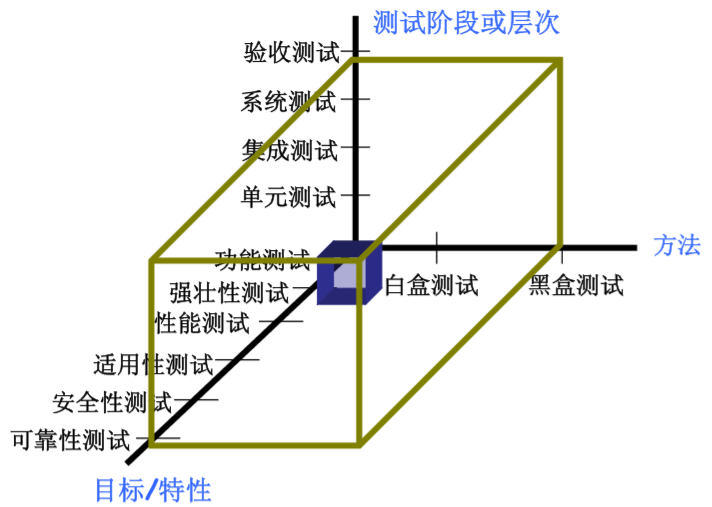 测试阶段或层次
验收测试
系统测试
集成测试
单元测试
方法
功能测试
白盒测试
黑盒测试
强壮性测试
性能测试
适用性测试
安全性测试
可靠性测试
目标/特性